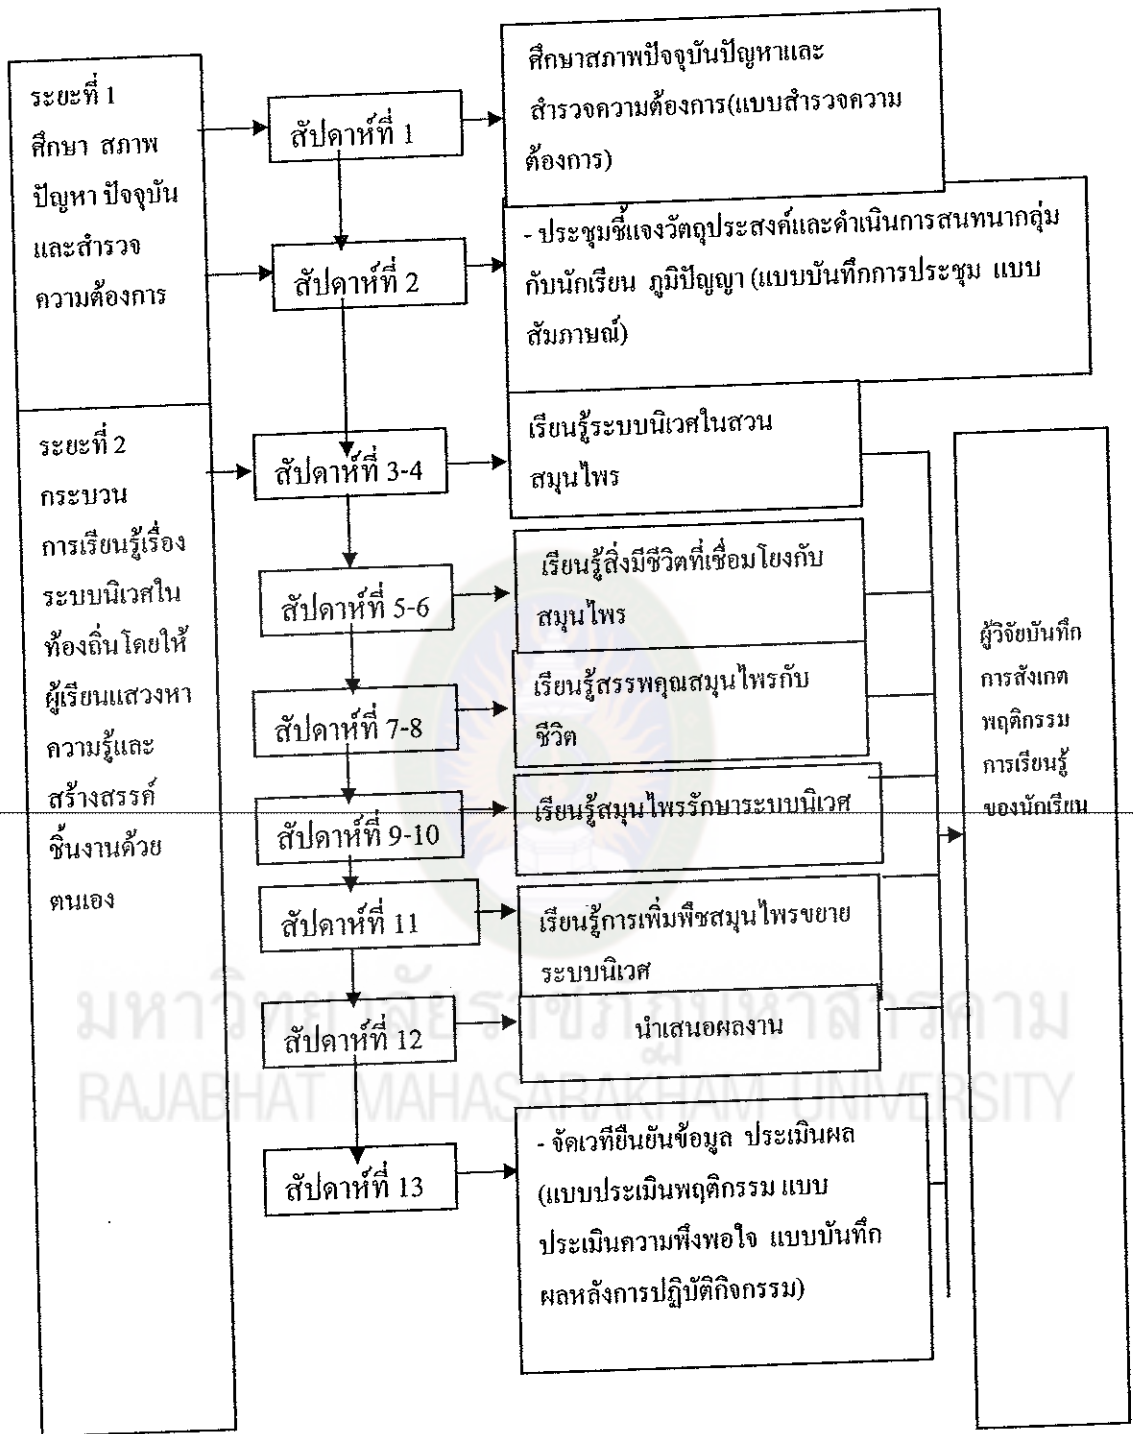 ระยะที่ 1
ศึกษา สภาพ
ปัญหา ปัจจุบัน
และสำรวจ
ความต้องการ
สัปดาห์ที่ 1
ศึกษาสภาพปัจจุบันปัญหาและ
สำรวจความต้องการ(แบบสำรวจความ
ต้องการ)
สัปดาห์ที่ 2
- ประชุมชี้แจงวัตถุประสงค์และดำเนินการสนทนากลุ่ม
กับนักเรียน ภูมิปัญญา (แบบบันทึกการประชุม แบบ
สัมภาษณ์)
ระยะที่ 2
กระบวน
การเรียนรู้เรื่อง
ระบบนิเวศใน
ท้องถิ่นโดยให้
ผู้เรียนแสวงหา
ความรู้และ
สร้างสรรค์
ชิ้นงานด้วย
ตนเอง
สัปดาห์ที่ 3-4
เรียนรู้ระบบนิเวศในสวน
สมุนไพร
สัปดาห์ที่ 5-6
เรียนรู้สิ่งมีชีวิตที่เชื่อมโยงกับ
สมุนไพร
สัปดาห์ที่ 7-8
เรียนรู้สรรพคุณสมุนไพรกับ
ชีวิต
สัปดาห์ที่ 9-10
เรียนรู้สมุนไพรรักษาระบบนิเวศ
สัปดาห์ที่ 11
เรียนรู้การเพิ่มพืชสมุนไพรขยาย
ระบบนิเวศ
สัปดาห์ที่ 12
นำเสนอผลงาน
สัปดาห์ที่ 13
- จัดเวทียืนยันข้อมูล ประเมินผล
(แบบประเมินพฤติกรรม แบบ
ประเมินความพึงพอใจ แบบบันทึก
ผลหลังการปฏิบัติกิจกรรม)
ผู้วิจัยบันทึก
การสังเกต
พฤติกรรม
การเรียนรู้
ของนักเรียน
มหาวิทยาลัยราชภัฏมหาสารคาม
RAJABHAT MAHASARAKHAM UNIVERSITY